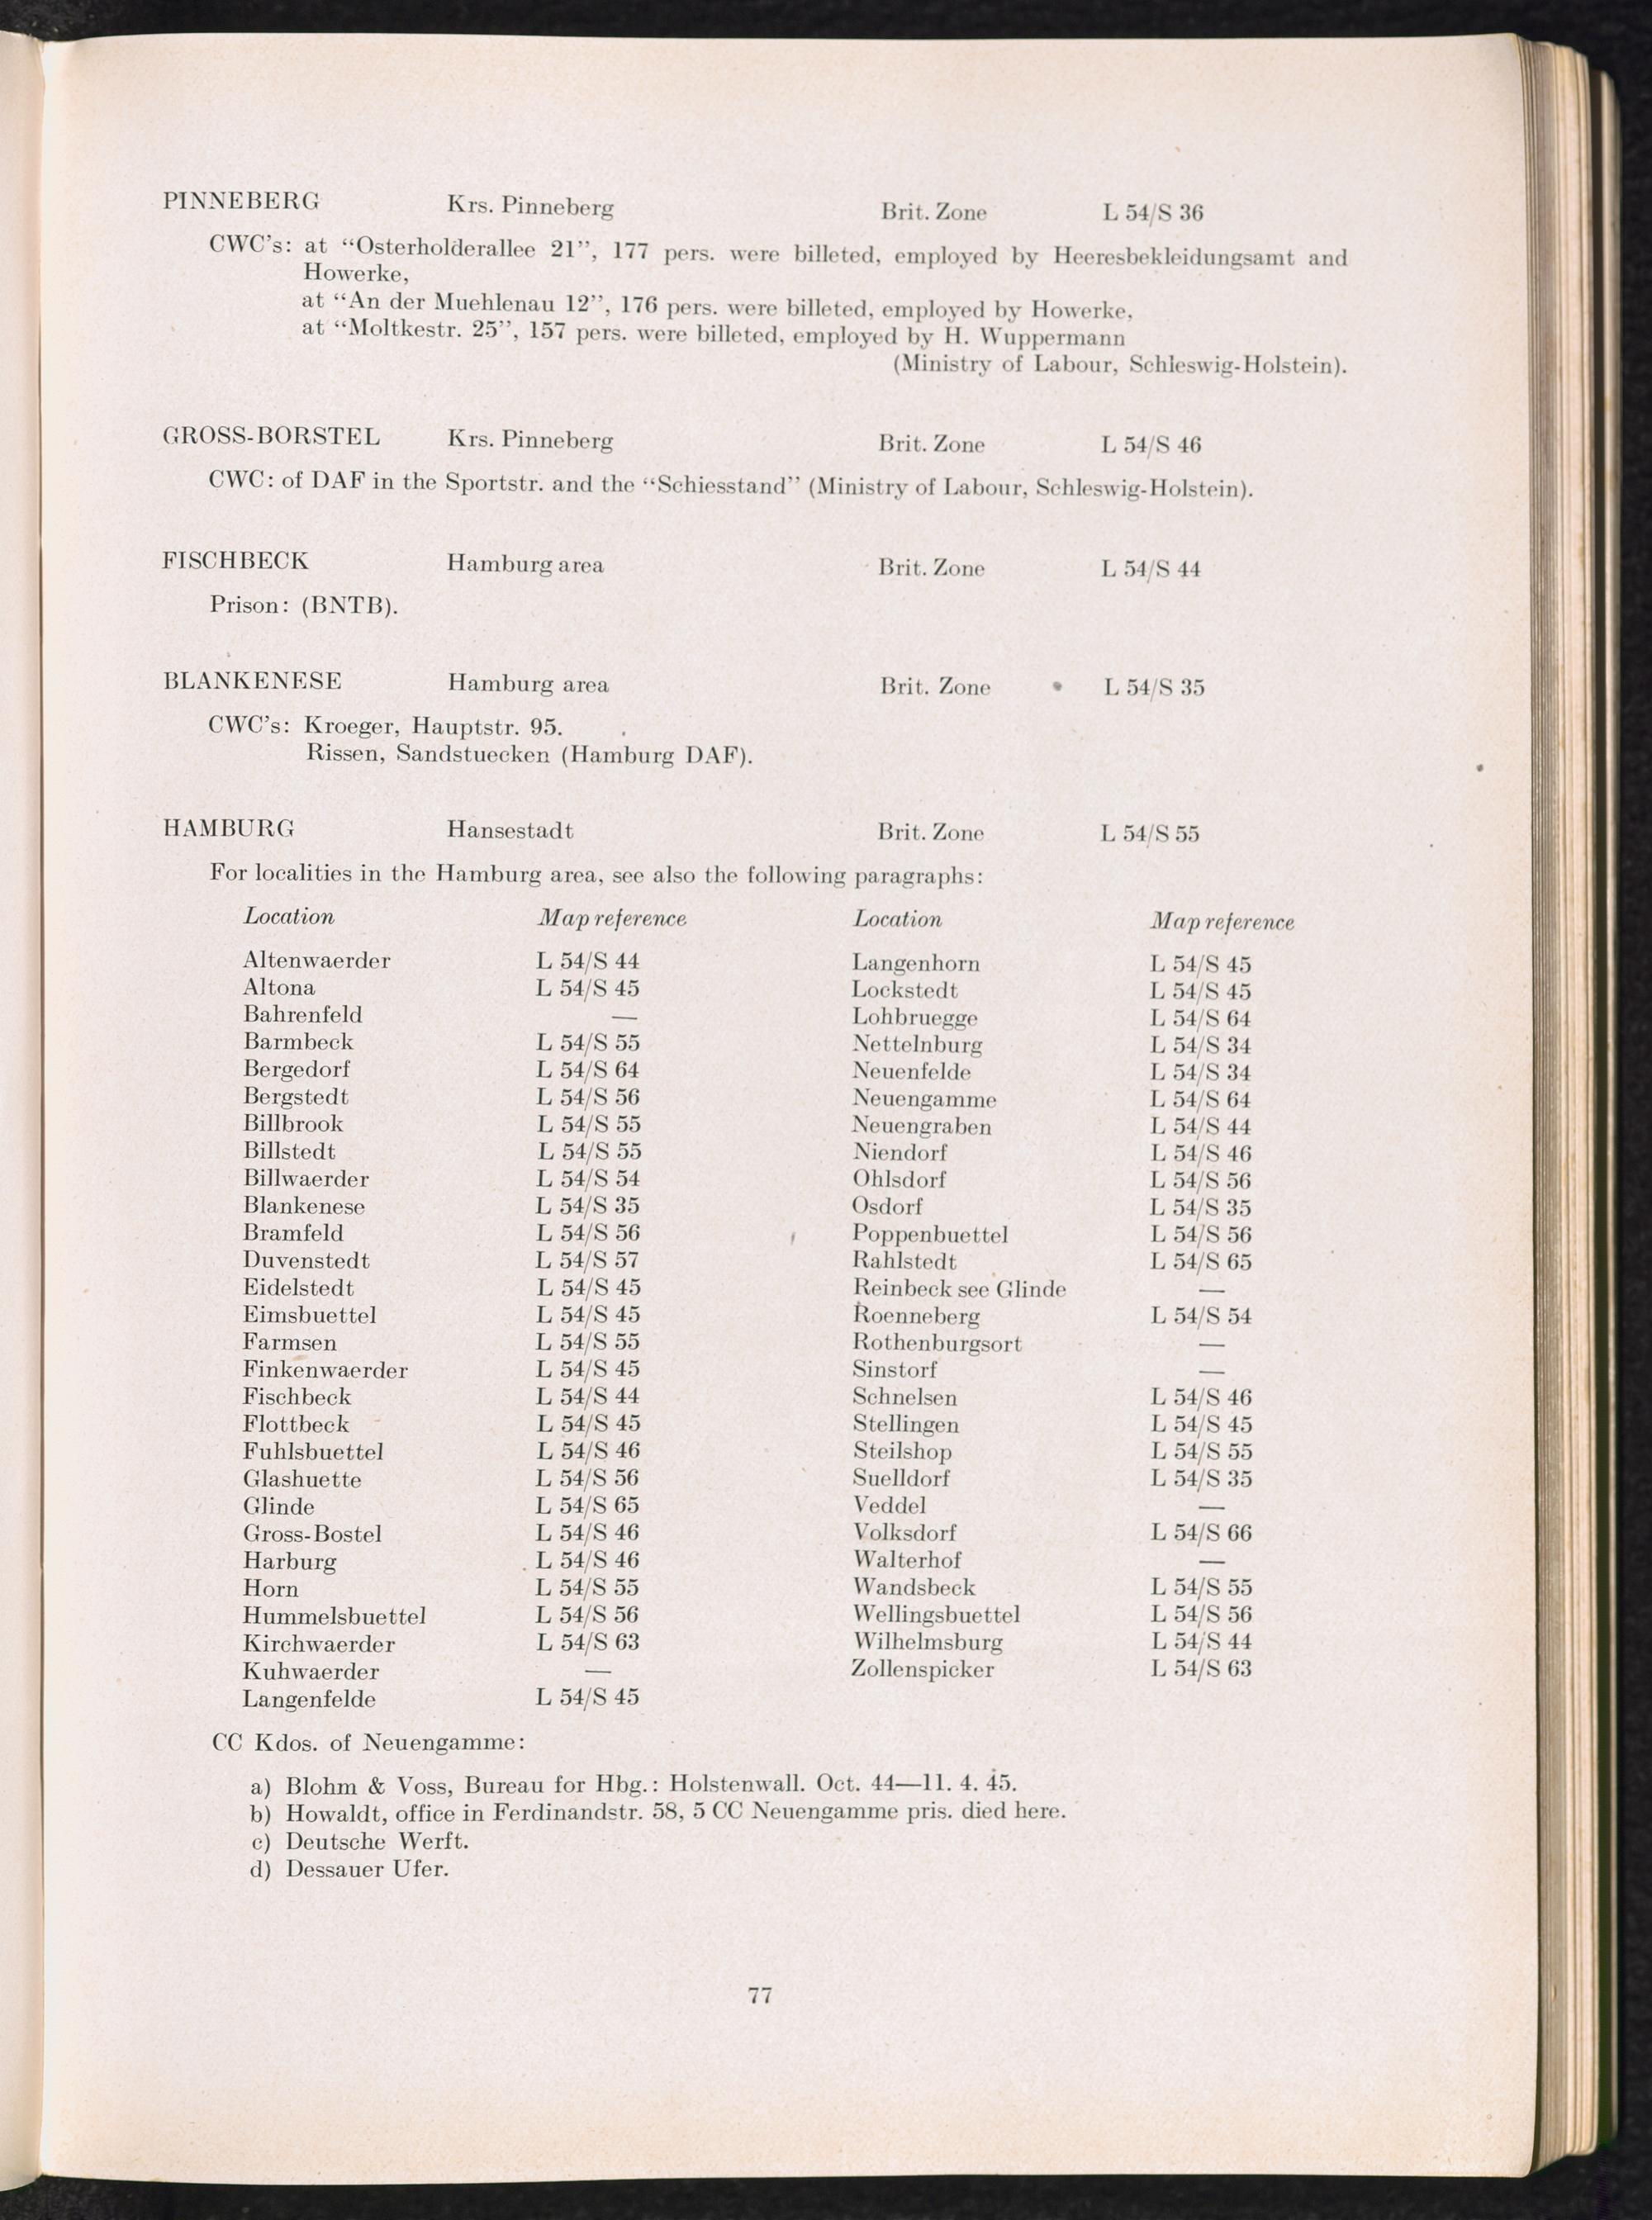 PINNEBERG Krs. Pinneberg Brit. Zone L 54/S 36
CWC's: at “Osterholderallee 21”, 177 pers. were billeted, employed by Heeresbekleidungsamt and
Howerke,
at “An der Muehlenau 12”, 176 pers. were billeted, employed by Howerke,
at “Moltkestr. 25”, 157 pers. were billeted, employed by H. Wuppermann
(Ministry of Labour, Schleswig-Holstein).
GROSS-BORSTEL Krs. Pinneberg Brit. Zone L 54/S 46
CWC: of DAF in the Sportstr. and the “Schiesstand” (Ministry of Labour, Schleswig-Holstein).
FISCHBECK Hamburg area Brit. Zone L 54/S 44
Prison: (BNTB).
BLANKENESE Hamburg area Brit. Zone L 54/S 35
CWC's: Kroeger, Hauptstr. 95.
Rissen, Sandstuecken (Hamburg DAF).
HAMBURG Hansestadt Brit. Zone L 54/S 55
For localities in the Hamburg area, see also the following paragraphs:
Location Map reference Location Map reference
Altenwaerder L 54/S 44 Langenhorn L 54/S 45
Altona L 54/S 45 Lockstedt L 54/S 45
Bahrenfeld — Lohbruegge L 54/S 64
Barmbeck L 54/S 55 Nettelnburg L 54/S 34
Bergedorf L 54/S 64 Neuenfelde L 54/S 34
Bergstedt L 54/S 56 Neuengamme L 54/S 64
Billbrook L 54/S 55 Neuengraben L 54/S 44
Billstedt L 54/S 55 Niendorf L 54/S 46
Billwaerder L 54/S 54 Ohlsdorf L 54/S 56
Blankenese L 54/S 35 Osdorf L 54/S 35
Bramfeld L 54/S 56 Poppenbuettel L 54/S 56
Duvenstedt L 54/S 57 Rahlstedt L 54/S 65
Eidelstedt L 54/S 45 Reinbeck see Glinde —
Eimsbuettel L 54/S 45 Roenneberg L 54/S 54
Farmsen L 54/S 55 Rothenburgsort —
Finkenwaerder L 54/S 45 Sinstorf —
Fischbeck L 54/S 44 Schnelsen L 54/S 46
Flottbeck L 54/S 45 Stellingen L 54/S 45
Fuhlsbuettel L 54/S 46 Steilshop L 54/S 55
Glashuette L 54/S 56 Suelldorf L 54/S 35
Glinde L 54/S 65 Veddel —
Gross-Bostel L 54/S 46 Volksdorf L 54/S 66
Harburg L 54/S 46 Walterhof —
Horn L 54/S 55 Wandsbeck L 54/S 55
Hummelsbuettel L 54/S 56 Wellingsbuettel L 54/S 56
Kirchwaerder L 54/S 63 Wilhelmsburg L 54/S 44
Kuhwaerder — Zollenspicker L 54/S 63
Langenfelde L 54/S 45
CC Kdos. of Neuengamme:
a) Blohm & Voss, Bureau for Hbg.: Holstenwall. Oct. 44—11. 4. 45.
b) Howaldt, office in Ferdinandstr. 58, 5 CC Neuengamme pris. died here.
c) Deutsche Werft.
d) Dessauer Ufer.
77